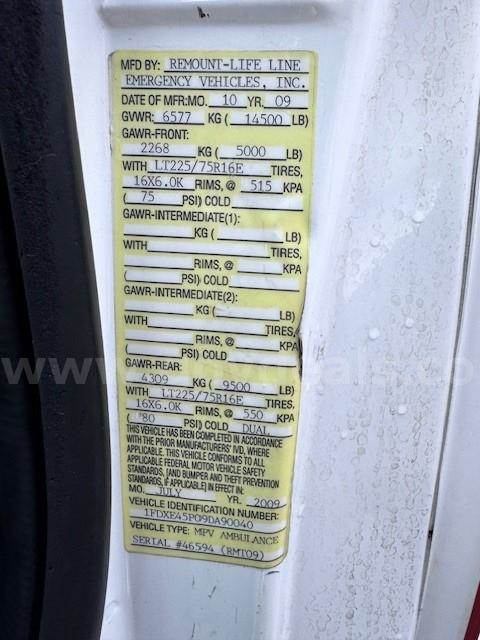 MFD BY: REMOUNT-LIFE LINE
EMERGENCY VEHICLES, INC.
DATE OF MFR: MO. 10 YR. 09
GVWR: 6577 KG ( 14500 LB)
GAWR-FRONT:
2268 KG ( 5000 LB)
WITH LT225/75R16E TIRES,
16X6.0K RIMS, @ 515 KPA
( 75 PSI) COLD
GAWR-INTERMEDIATE(1):
KG ( LB)
WITH TIRES,
RIMS, @ KPA
( PSI) COLD
GAWR-INTERMEDIATE(2):
KG ( LB)
WITH TIRES,
RIMS, @ KPA
( PSI) COLD
GAWR-REAR:
4309 KG ( 9500 LB)
WITH LT225/75R16E TIRES.
16X6.0K RIMS, @ 550 KPA
( 80 PSI) COLD DUAL
THIS VEHICLE HAS BEEN COMPLETED IN ACCORDANCE
WITH THE PRIOR MANUFACTURERS' IVD, WHERE
APPLICABLE. THIS VEHICLE CONFORMS TO ALL
APPLICABLE FEDERAL MOTOR VEHICLE SAFETY
STANDARDS, [AND BUMPER AND THEFT PREVENTION
STANDARDS, IF APPLICABLE] IN EFFECT IN:
MO. JULY YR. 2009
VEHICLE IDENTIFICATION NUMBER:
1FDXE45P09DA90040
VEHICLE TYPE: MPV AMBULANCE
SERIAL #46594 (RMT09)